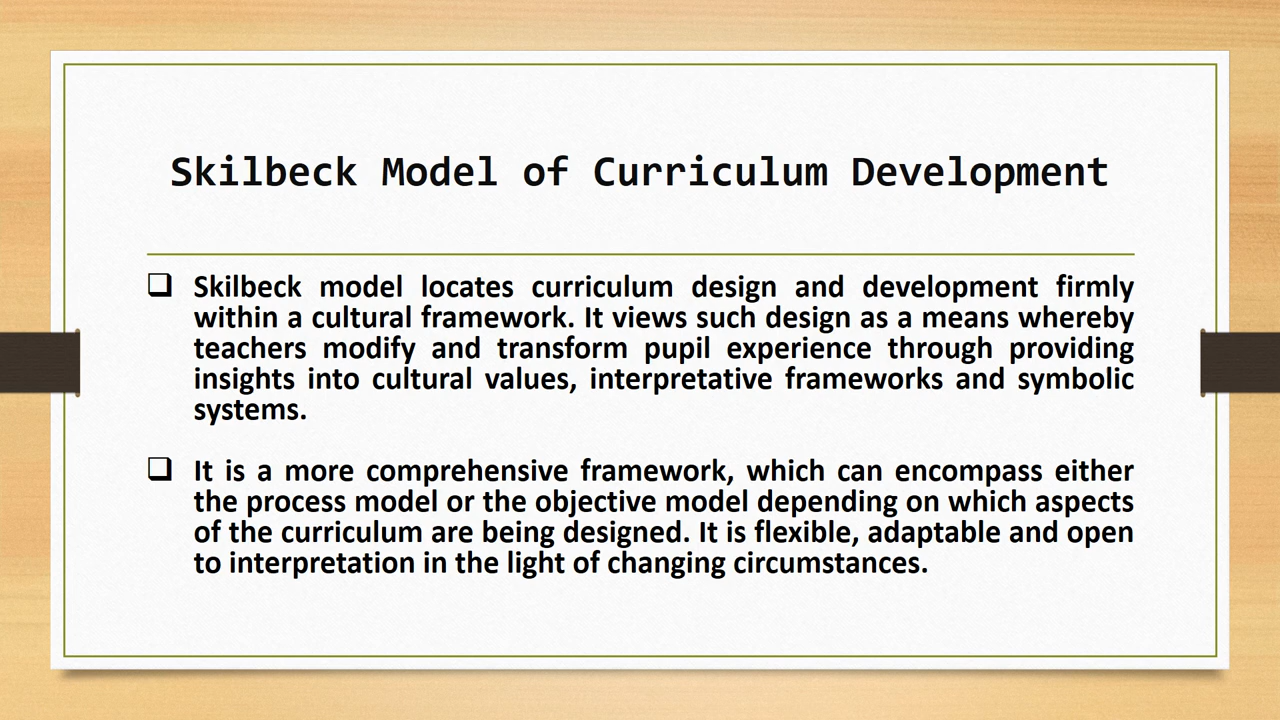 Skilbeck Model of Curriculum Development
❑ Skilbeck model locates curriculum design and development firmly
within a cultural framework. It views such design as a means whereby
teachers modify and transform pupil experience through providing
insights into cultural values, interpretative frameworks and symbolic
systems.
❑ It is a more comprehensive framework, which can encompass either
the process model or the objective model depending on which aspects
of the curriculum are being designed. It is flexible, adaptable and open
to interpretation in the light of changing circumstances.